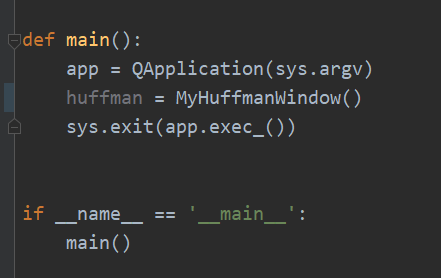 def main():
    app = QApplication(sys.argv)
    huffman = MyHuffmanWindow()
    sys.exit(app.exec_())
if __name__ == '__main__':
    main()